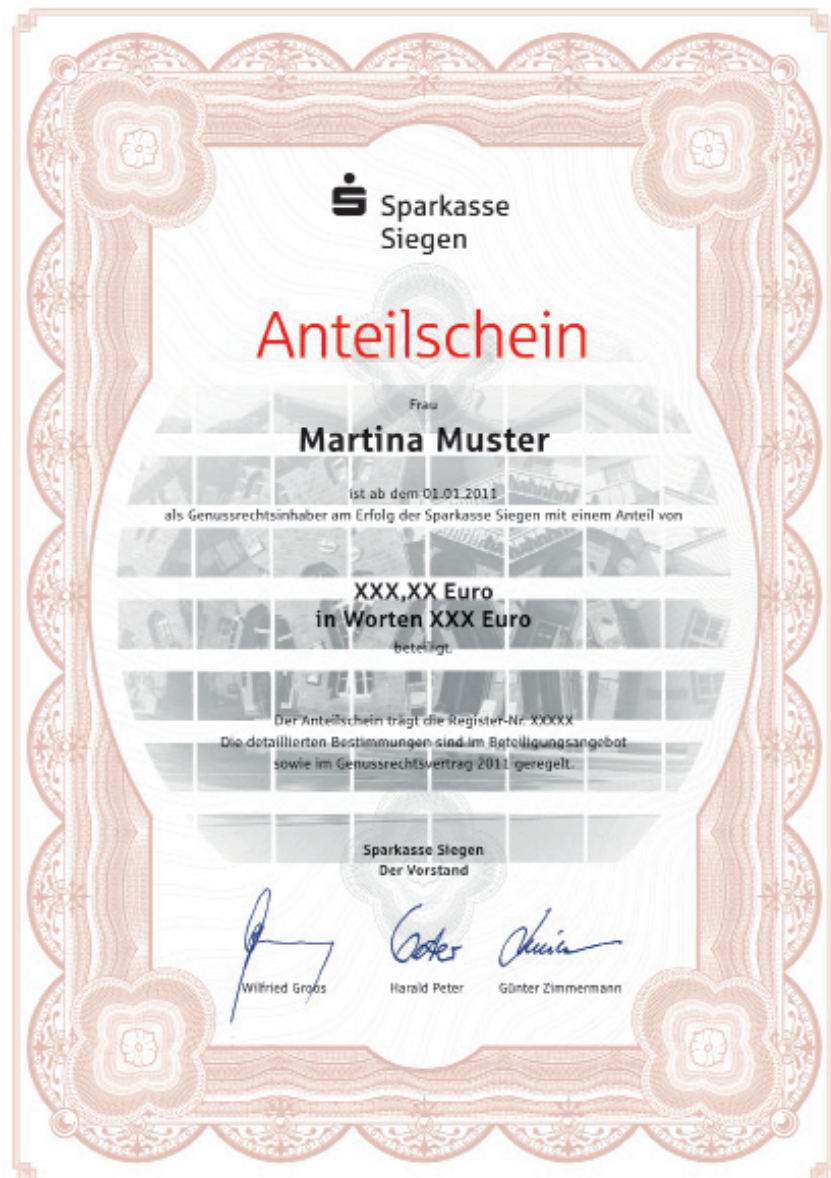 Sparkasse
Siegen
Anteilschein
Frau
Martina Muster
ist ab dem 01.01.2011
als Genussrechtsinhaber am Erfolg der Sparkasse Siegen mit einem Anteil von
XXX,XX Euro
in Worten XXX Euro
beteiligt.
Der Anteilschein trägt die Register-Nr. XXXXX
Die detaillierten Bestimmungen sind im Beteiligungsangebot
sowie im Genussrechtsvertrag 2011 geregelt.
Sparkasse Siegen
Der Vorstand
Wilfried Groos
Harald Peter
Günter Zimmermann